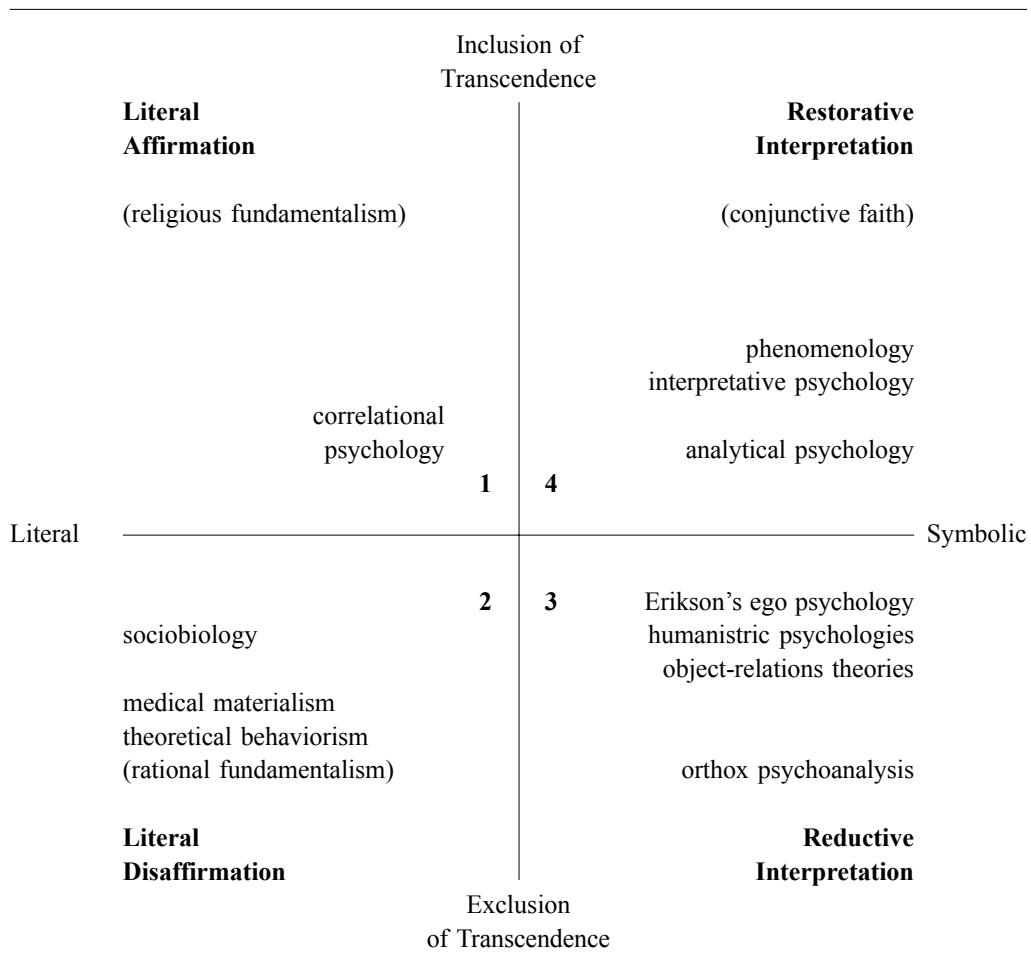 Inclusion of
Transcendence
Literal
Affirmation
Restorative
Interpretation
(religious fundamentalism)
(conjunctive faith)
phenomenology
interpretative psychology
correlational
psychology
analytical psychology
1
4
Literal
Symbolic
2
3
Erikson's ego psychology
sociobiology
humanistric psychologies
object-relations theories
medical materialism
theoretical behaviorism
(rational fundamentalism)
orthox psychoanalysis
Literal
Disaffirmation
Reductive
Interpretation
Exclusion
of Transcendence